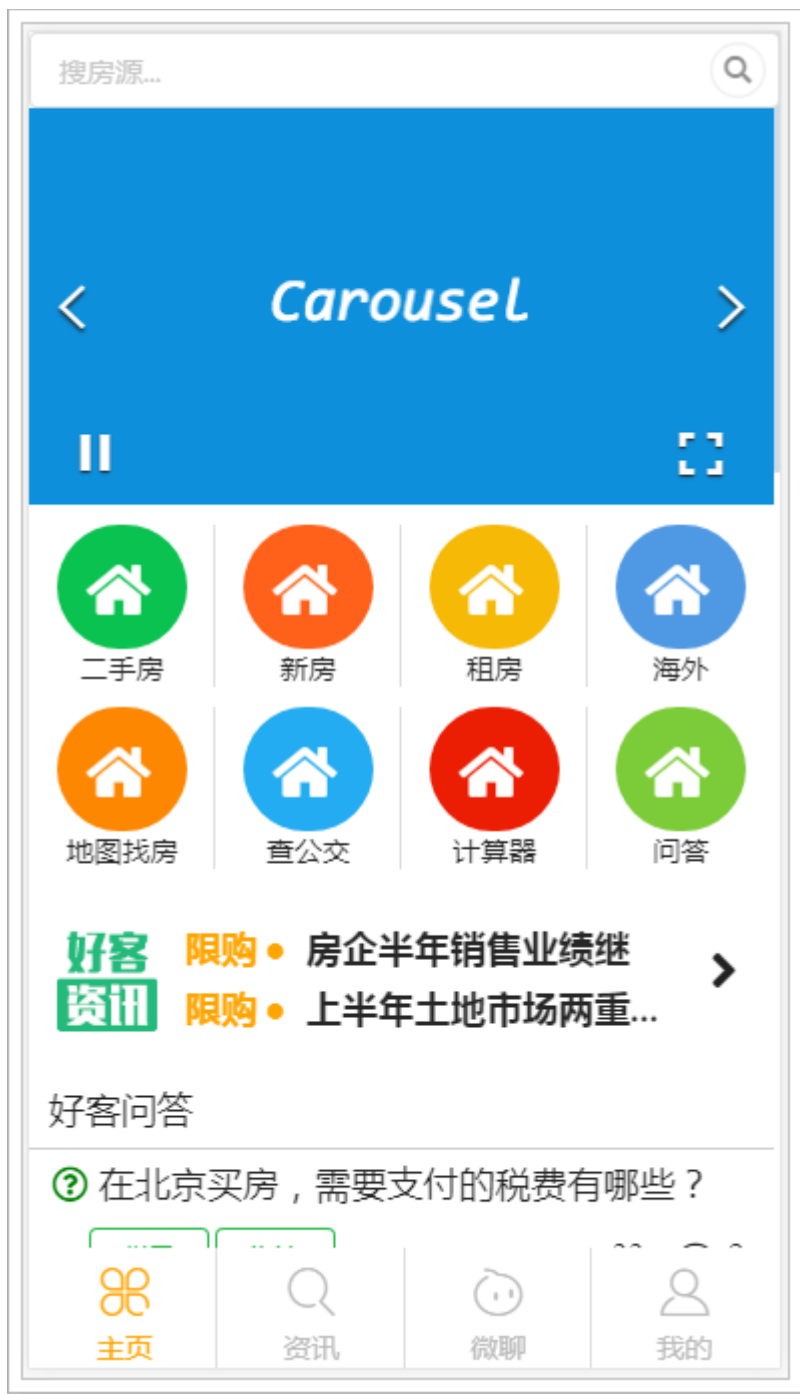 搜房源...
Carousel
二手房 新房 租房 海外
地图找房 查公交 计算器 问答
好客 限购 • 房企半年销售业绩继
资讯 限购 • 上半年土地市场两重...
好客问答
在北京买房，需要支付的税费有哪些？
主页 资讯 微聊 我的